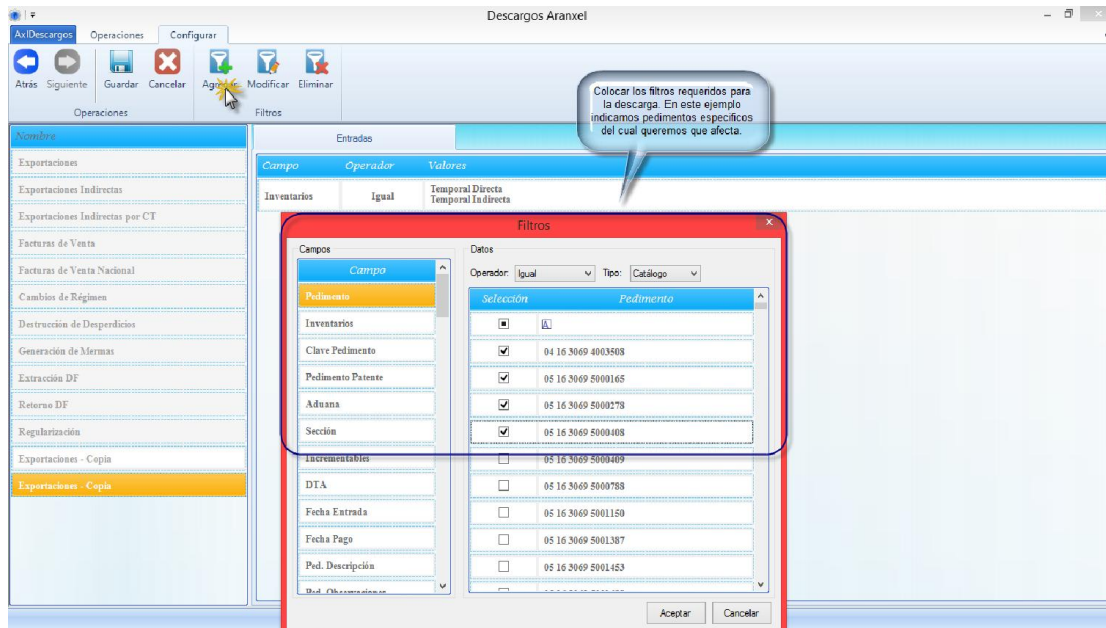 Descargos Aranxel
AxlDescargos Operaciones Configurar
Atrás Siguiente Guardar Cancelar Modificar Eliminar
Operaciones Filtros
Colocar los filtros requeridos para
la descarga. En este ejemplo
indicamos pedimentos especificos
del cual queremos que afecta.
Nombre
Exportaciones
Exportaciones Indirectas
Exportaciones Indirectas por CT
Facturas de Venta
Facturas de Venta Nacional
Cambios de Régimen
Destrucción de Desperdicios
Generación de Mermas
Extracción DF
Retorno DF
Regularización
Exportaciones - Copia
Exportaciones - Copia
Entradas
Campo Operador Valores
Inventarios Igual Temporal Directa
Temporal Indirecta
Filtros
Campos
Campo
Pedimento
Inventarios
Clave Pedimento
Pedimento Patente
Aduana
Sección
Incrementables
DTA
Fecha Entrada
Fecha Pago
Ped. Descripción
Ped. Observaciones
Datos
Operador: Igual Tipo: Catálogo
Selección Pedimento
A
04 16 3069 4003508
05 16 3069 5000165
05 16 3069 5000278
05 16 3069 5000408
05 16 3069 5000409
05 16 3069 5000788
05 16 3069 5001150
05 16 3069 5001387
05 16 3069 5001453
Aceptar Cancelar